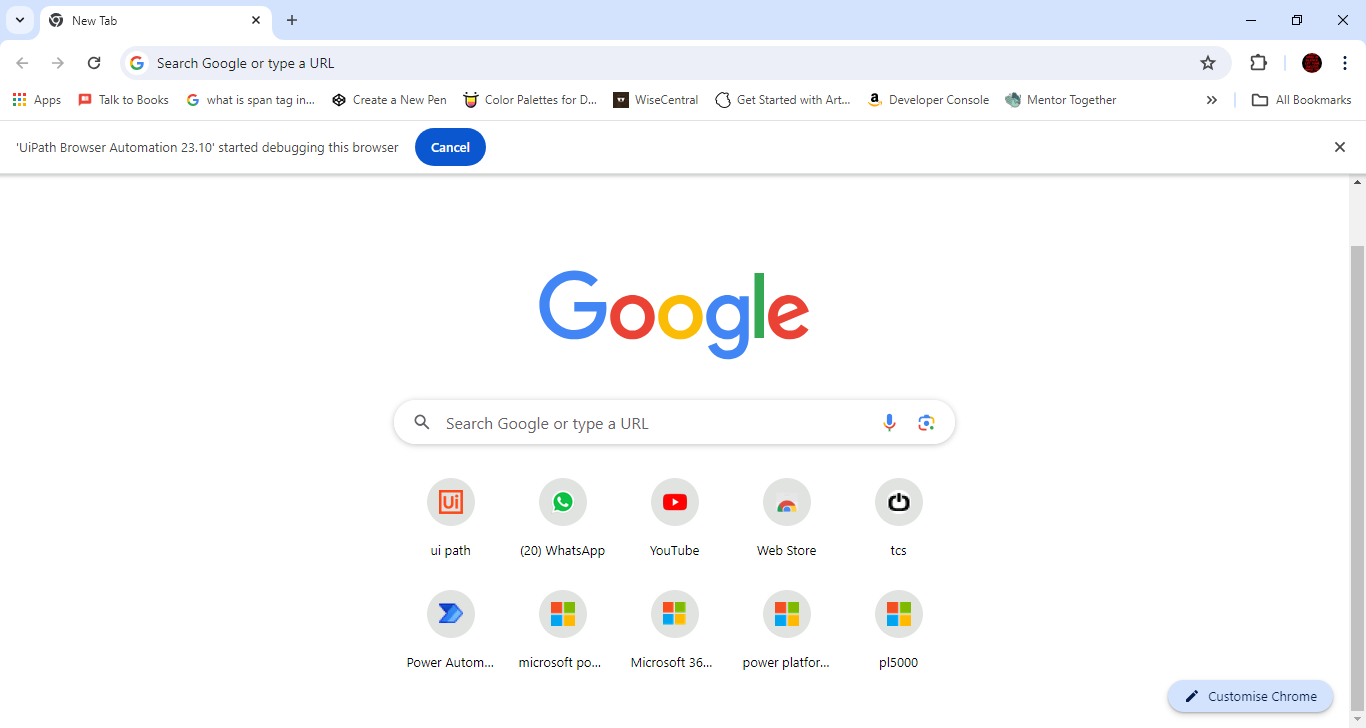 New Tab
Search Google or type a URL
Apps Talk to Books what is span tag in... Create a New Pen Color Palettes for D... WiseCentral Get Started with Art... Developer Console Mentor Together All Bookmarks
'UiPath Browser Automation 23.10' started debugging this browser Cancel
Google
Search Google or type a URL
Ui
ui path (20) WhatsApp YouTube Web Store tcs
Power Autom... microsoft po... Microsoft 36... power platfor... pl5000
Customise Chrome